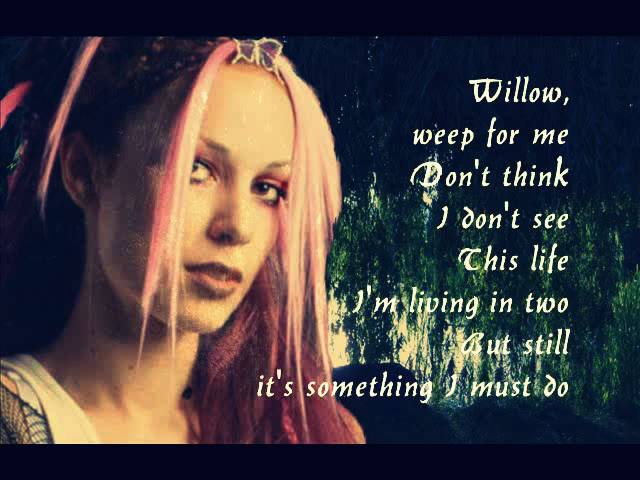 Willow,
weep for me
Don't think
I don't see
This life
I'm living in two
But still
it's something I must do